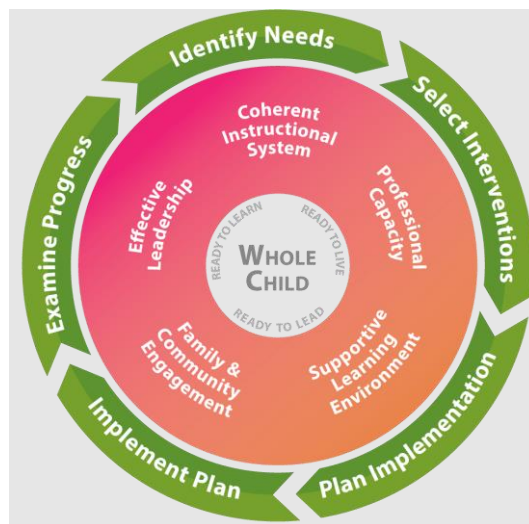 Identify Needs
Select Interventions
Plan Implementation
Implement Plan
Examine Progress
Coherent
Instructional
System
Professional
Capacity
Supportive
Learning
Environment
Family &
Community
Engagement
Effective
Leadership
READY TO LEARN
READY TO LIVE
READY TO LEAD
WHOLE
CHILD